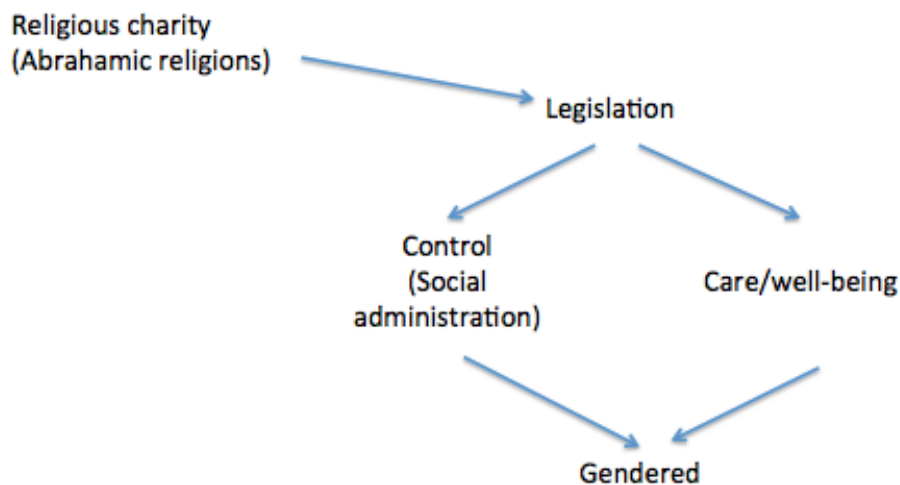 Religious charity
(Abrahamic religions)
Legislation
Control
(Social
administration)
Care/well-being
Gendered